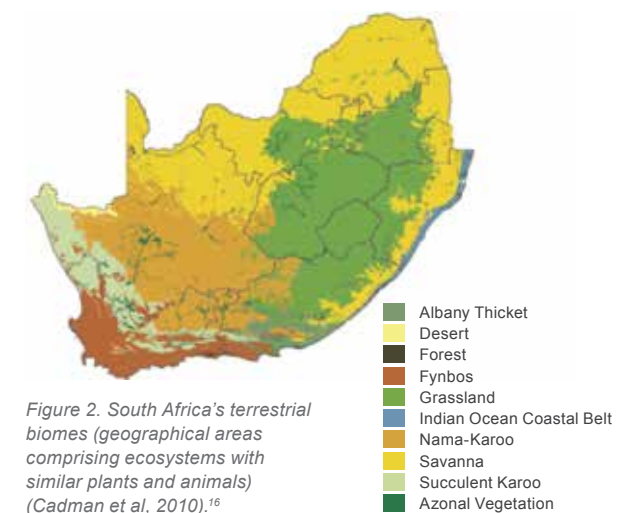 Albany Thicket
Desert
Forest
Fynbos
Grassland
Indian Ocean Coastal Belt
Nama-Karoo
Savanna
Succulent Karoo
Azonal Vegetation
Figure 2. South Africa's terrestrial
biomes (geographical areas
comprising ecosystems with
similar plants and animals)
(Cadman et al, 2010).¹⁶